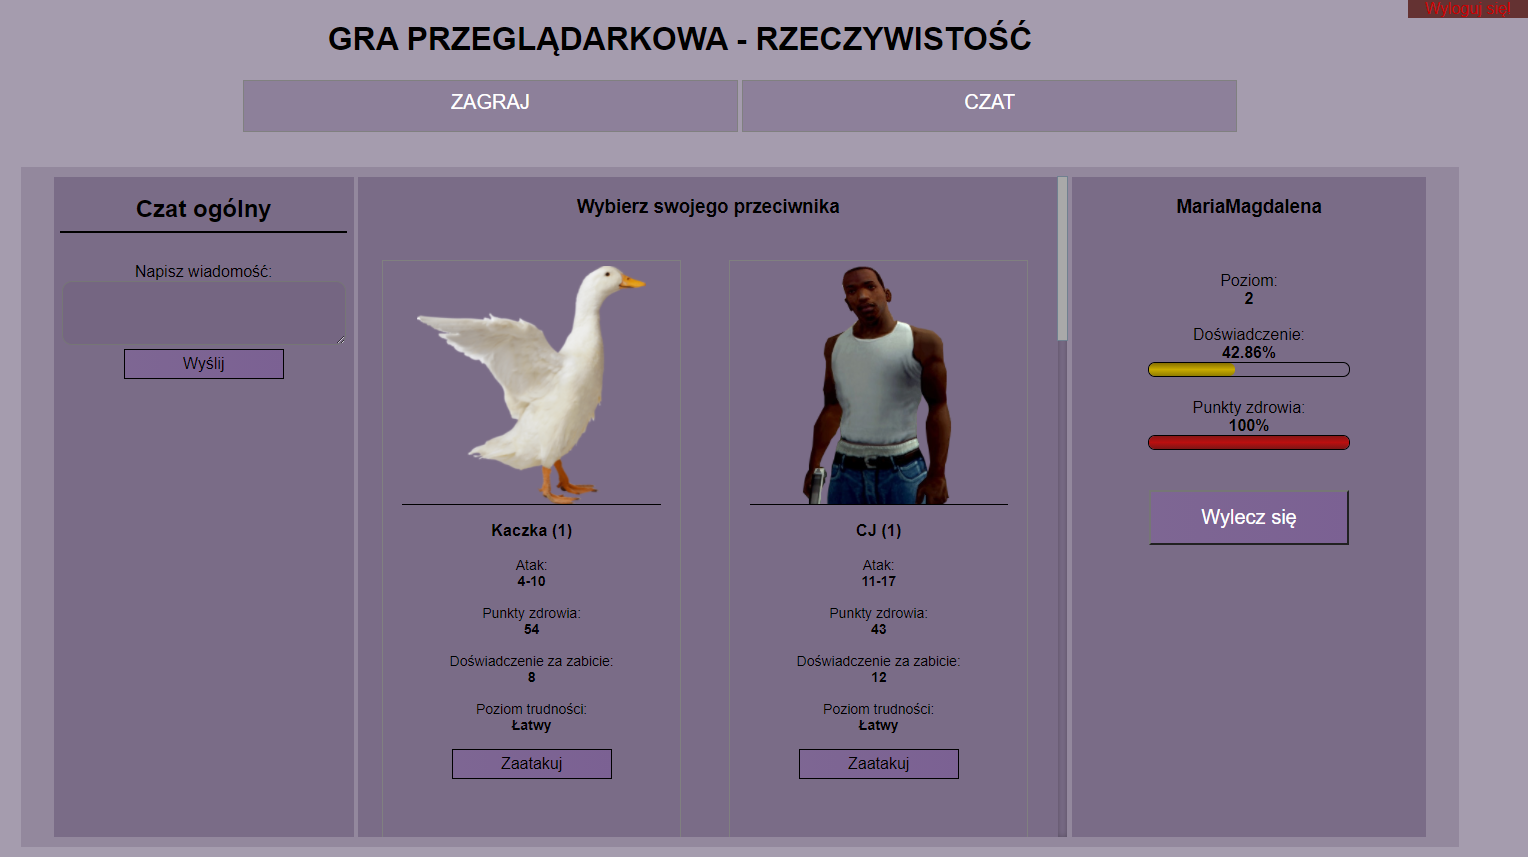 Wyloguj się!
GRA PRZEGLĄDARKOWA - RZECZYWISTOŚĆ
ZAGRAJ
CZAT
Czat ogólny
Napisz wiadomość:
Wyślij
Wybierz swojego przeciwnika
Kaczka (1)
Atak:
4-10
Punkty zdrowia:
54
Doświadczenie za zabicie:
8
Poziom trudności:
Łatwy
Zaatakuj
CJ (1)
Atak:
11-17
Punkty zdrowia:
43
Doświadczenie za zabicie:
12
Poziom trudności:
Łatwy
Zaatakuj
MariaMagdalena
Poziom:
2
Doświadczenie:
42.86%
Punkty zdrowia:
100%
Wylecz się